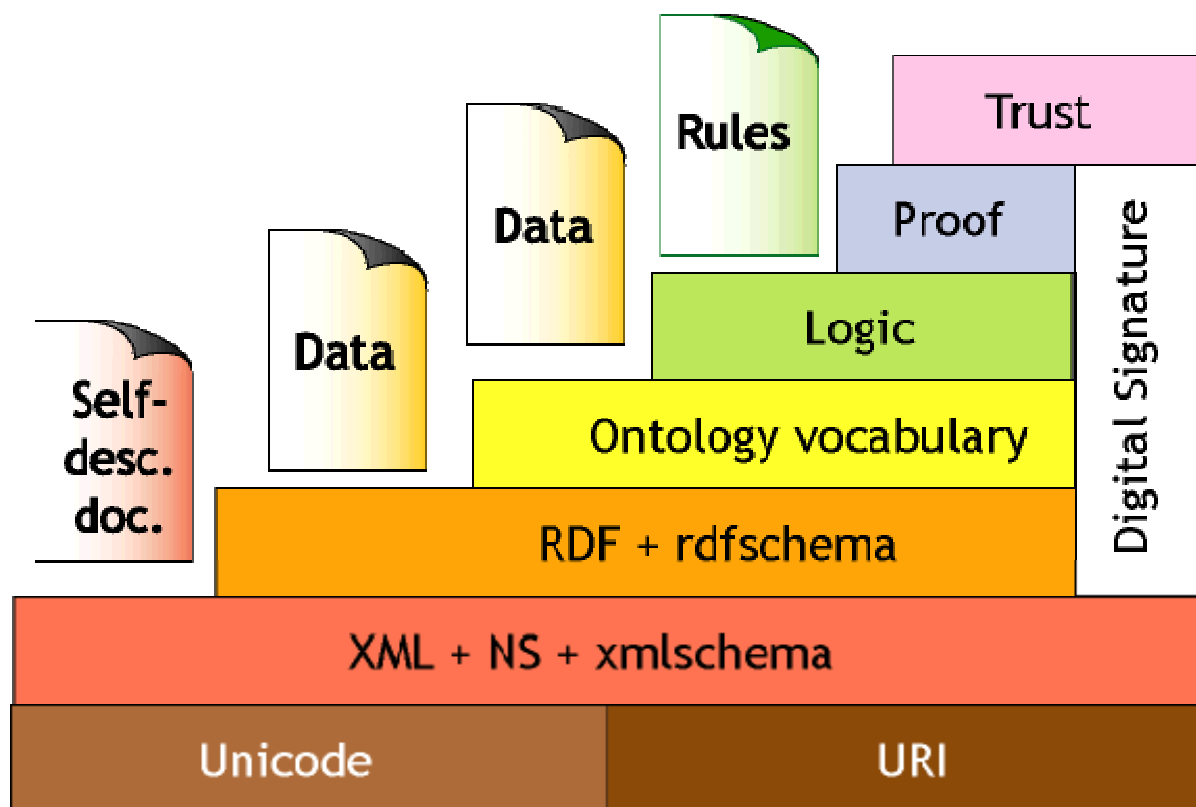 Trust
Rules
Proof
Data
Logic
Data
Self-
desc.
doc.
Ontology vocabulary
Digital Signature
RDF + rdfschema
XML + NS + xmlschema
Unicode
URI